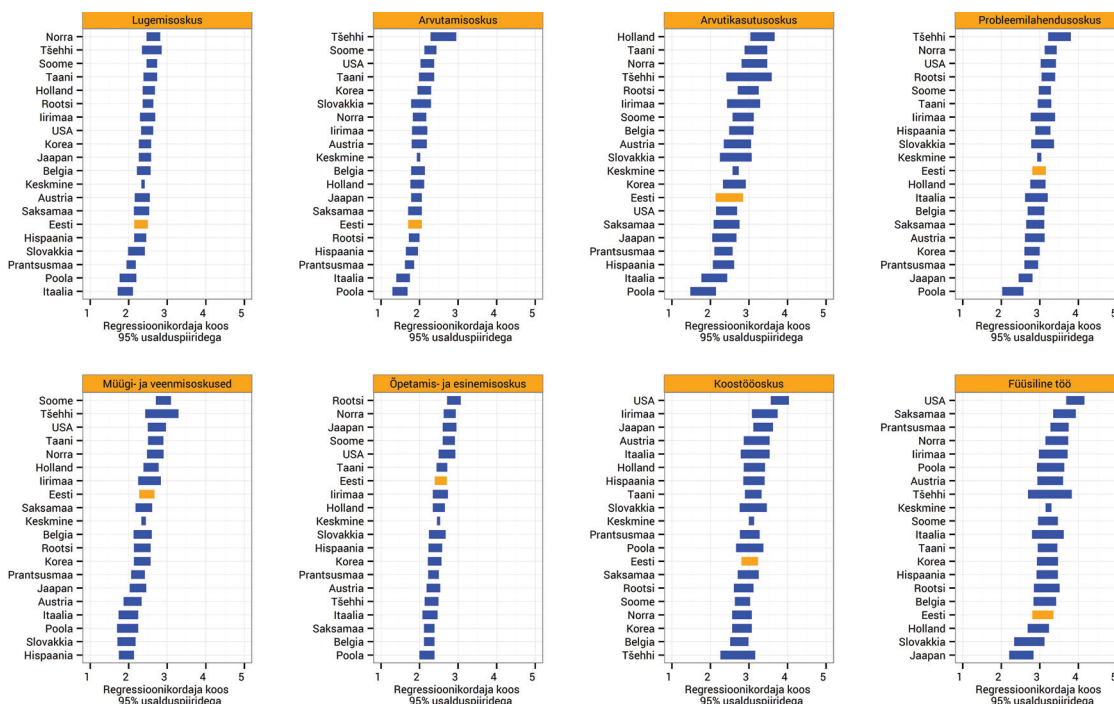 Lugemisoskus
Norra
Tšehhi
Soome
Taani
Holland
Rootsi
Iirimaa
USA
Korea
Jaapan
Belgia
Keskmine
Austria
Saksamaa
Eesti
Hispaania
Slovakkia
Prantsusmaa
Poola
Itaalia
1 2 3 4 5
Regressioonikordaja koos
95% usalduspiiridega
Arvutamisoskus
Tšehhi
Soome
USA
Taani
Korea
Slovakkia
Norra
Iirimaa
Austria
Keskmine
Belgia
Holland
Jaapan
Saksamaa
Eesti
Rootsi
Hispaania
Prantsusmaa
Itaalia
Poola
1 2 3 4 5
Regressioonikordaja koos
95% usalduspiiridega
Arvutikasutusoskus
Holland
Taani
Norra
Tšehhi
Rootsi
Iirimaa
Soome
Belgia
Austria
Slovakkia
Keskmine
Korea
Eesti
USA
Saksamaa
Jaapan
Prantsusmaa
Hispaania
Itaalia
Poola
1 2 3 4 5
Regressioonikordaja koos
95% usalduspiiridega
Probleemilahendusoskus
Tšehhi
Norra
USA
Rootsi
Soome
Taani
Iirimaa
Hispaania
Slovakkia
Keskmine
Eesti
Holland
Itaalia
Belgia
Saksamaa
Austria
Korea
Prantsusmaa
Jaapan
Poola
1 2 3 4 5
Regressioonikordaja koos
95% usalduspiiridega
Müügi- ja veenmisoskused
Soome
Tšehhi
USA
Taani
Norra
Holland
Iirimaa
Eesti
Saksamaa
Keskmine
Belgia
Rootsi
Korea
Prantsusmaa
Jaapan
Austria
Itaalia
Poola
Slovakkia
Hispaania
1 2 3 4 5
Regressioonikordaja koos
95% usalduspiiridega
Õpetamis- ja esinemisoskus
Rootsi
Norra
Jaapan
Soome
USA
Taani
Eesti
Iirimaa
Holland
Keskmine
Slovakkia
Hispaania
Korea
Prantsusmaa
Austria
Tšehhi
Itaalia
Saksamaa
Belgia
Poola
1 2 3 4 5
Regressioonikordaja koos
95% usalduspiiridega
Koostööoskus
USA
Iirimaa
Jaapan
Austria
Itaalia
Holland
Hispaania
Taani
Slovakkia
Keskmine
Prantsusmaa
Poola
Eesti
Saksamaa
Rootsi
Soome
Norra
Korea
Belgia
Tšehhi
1 2 3 4 5
Regressioonikordaja koos
95% usalduspiiridega
Füüsiline töö
USA
Saksamaa
Prantsusmaa
Norra
Iirimaa
Poola
Austria
Tšehhi
Keskmine
Soome
Itaalia
Taani
Korea
Hispaania
Rootsi
Belgia
Eesti
Holland
Slovakkia
Jaapan
1 2 3 4 5
Regressioonikordaja koos
95% usalduspiiridega